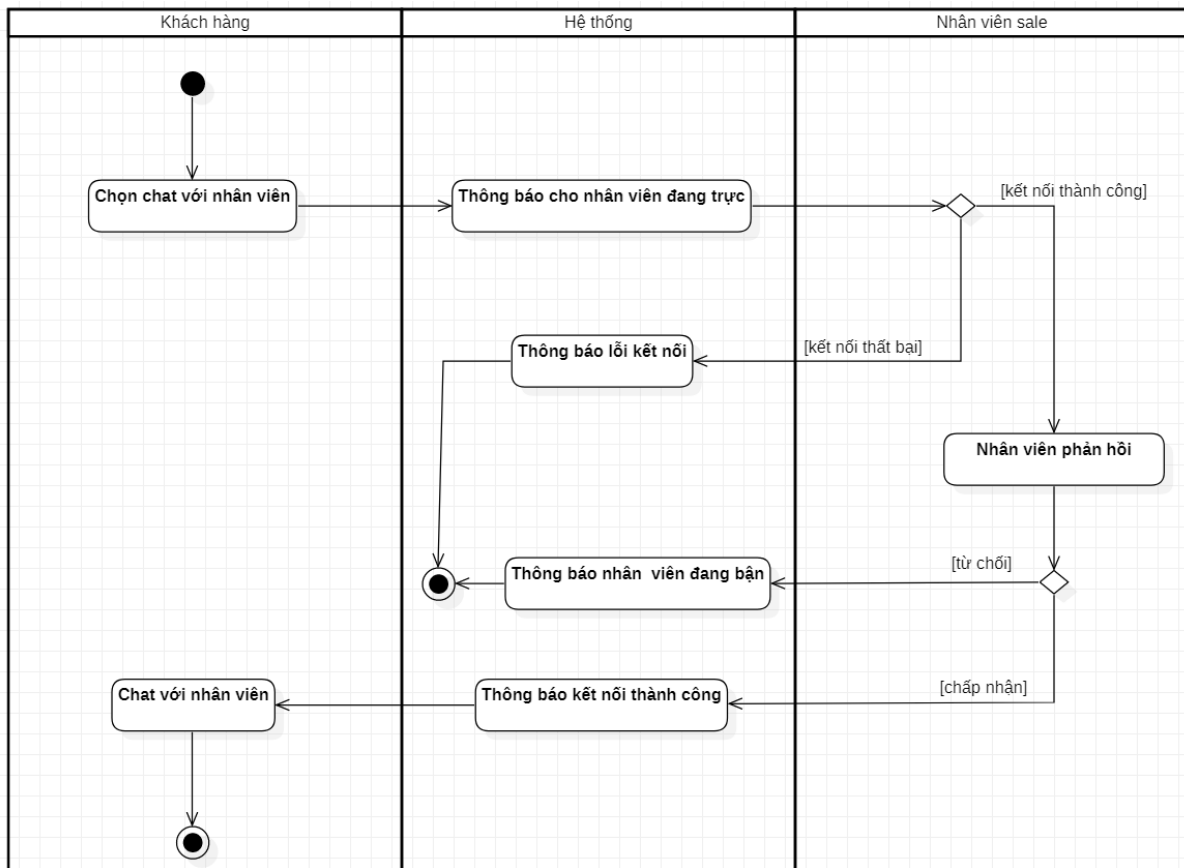 Khách hàng
Hệ thống
Nhân viên sale
Chọn chat với nhân viên
Thông báo cho nhân viên đang trực
[kết nối thành công]
Thông báo lỗi kết nối
[kết nối thất bại]
Nhân viên phản hồi
Thông báo nhân  viên đang bận
[từ chối]
Chat với nhân viên
Thông báo kết nối thành công
[chấp nhận]